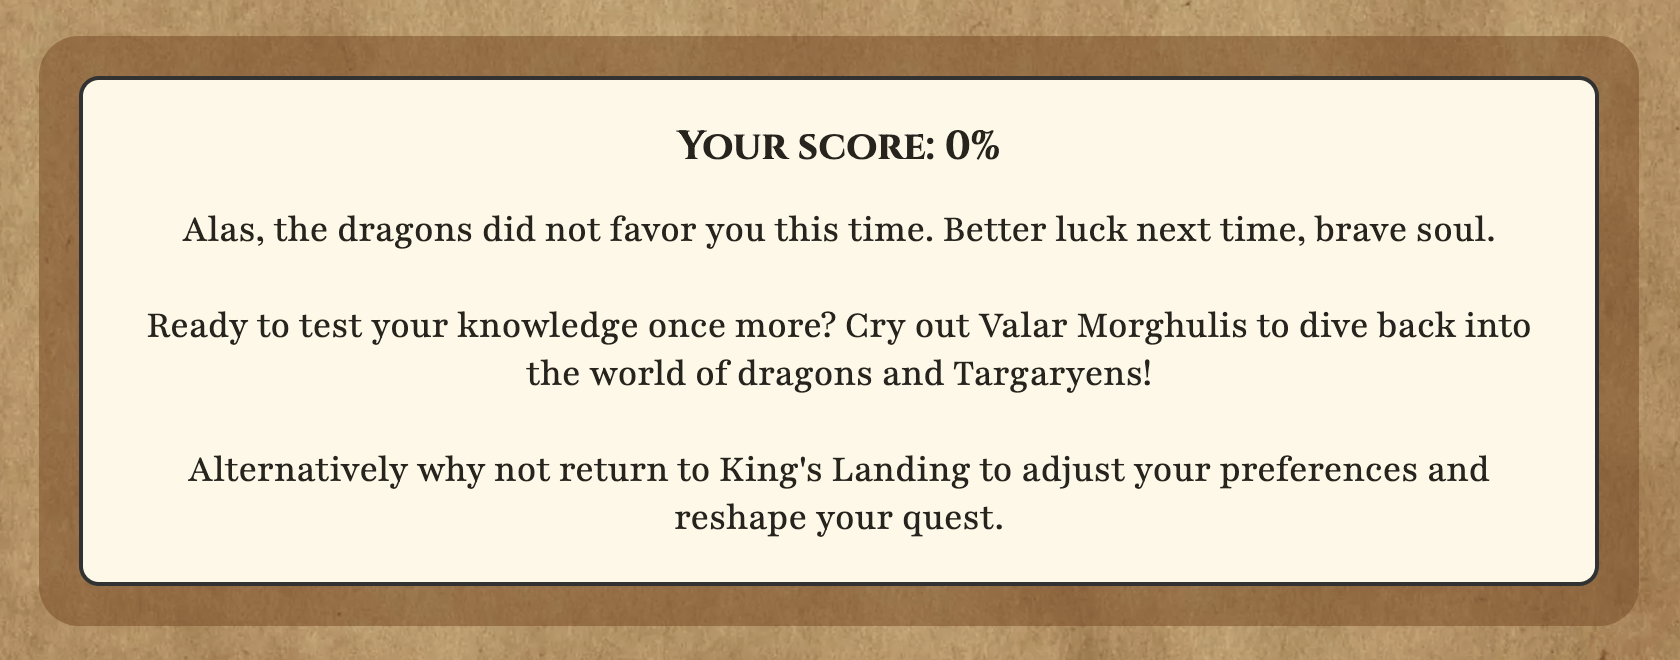 Your score: 0%
Alas, the dragons did not favor you this time. Better luck next time, brave soul.
Ready to test your knowledge once more? Cry out Valar Morghulis to dive back into
the world of dragons and Targaryens!
Alternatively why not return to King's Landing to adjust your preferences and
reshape your quest.